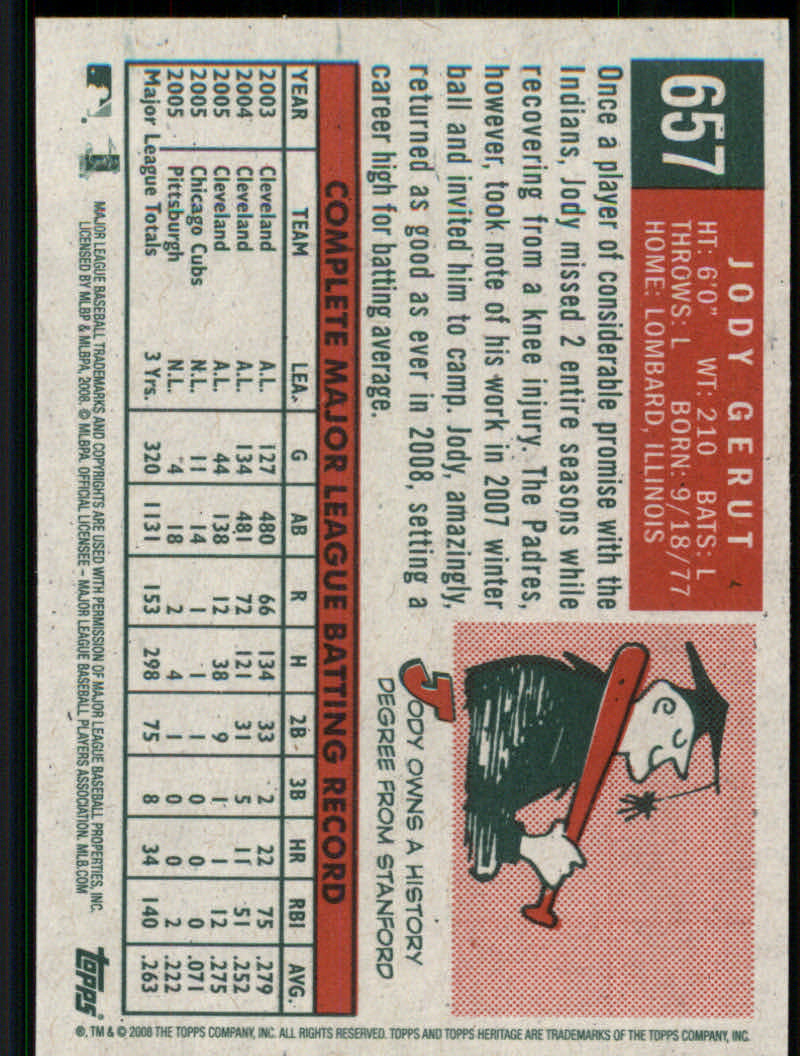 657
JODY GERUT
HT: 6'0" WT: 210 BATS: L
THROWS: L BORN: 9/18/77
HOME: LOMBARD, ILLINOIS
Once a player of considerable promise with the
Indians, Jody missed 2 entire seasons while
recovering from a knee injury. The Padres,
however, took note of his work in 2007 winter
ball and invited him to camp. Jody, amazingly,
returned as good as ever in 2008, setting a
career high for batting average.
JODY OWNS A HISTORY
DEGREE FROM STANFORD
COMPLETE MAJOR LEAGUE BATTING RECORD
YEAR TEAM LEA. G AB R H 2B 3B HR RBI AVG.
2003 Cleveland A.L. 127 480 66 134 33 2 22 75 .279
2004 Cleveland A.L. 134 481 72 121 31 5 11 51 .252
2005 Cleveland A.L. 44 138 12 38 9 1 1 12 .275
2005 Chicago Cubs N.L. 11 14 1 1 1 0 0 0 .071
2005 Pittsburgh N.L. 4 18 2 4 1 0 0 2 .222
Major League Totals 3 Yrs. 320 1131 153 298 75 8 34 140 .263
MAJOR LEAGUE BASEBALL TRADEMARKS AND COPYRIGHTS ARE USED WITH PERMISSION OF MAJOR LEAGUE BASEBALL PROPERTIES, INC.
LICENSED BY MLBP & MLBPA, 2008. © MLBPA. OFFICIAL LICENSEE – MAJOR LEAGUE BASEBALL PLAYERS ASSOCIATION. MLB.COM
topps
®, TM & © 2008 THE TOPPS COMPANY, INC. ALL RIGHTS RESERVED. TOPPS AND TOPPS HERITAGE ARE TRADEMARKS OF THE TOPPS COMPANY, INC.